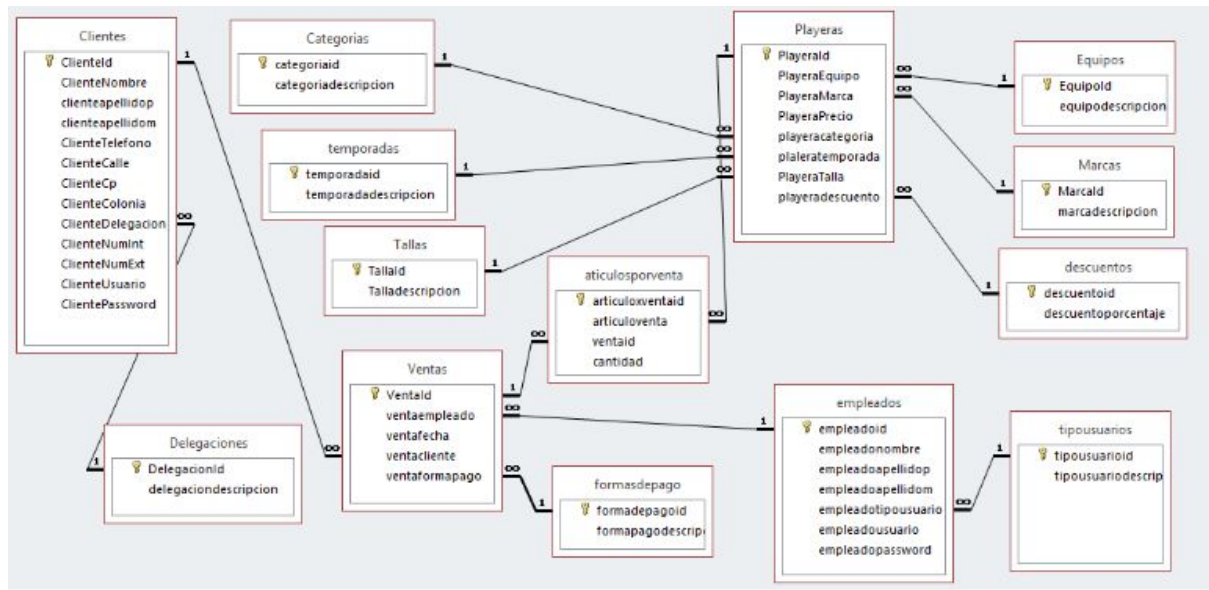 Clientes
ClienteId
ClienteNombre
clienteapellidop
clienteapellidom
ClienteTelefono
ClienteCalle
ClienteCp
ClienteColonia
ClienteDelegacion
ClienteNumInt
ClienteNumExt
ClienteUsuario
ClientePassword
1
∞
Categorias
categoriaid
categoriadescripcion
1
temporadas
temporadaid
temporadadescripcion
1
Tallas
TallaId
Talladescripcion
1
Playeras
PlayeraId
PlayeraEquipo
PlayeraMarca
PlayeraPrecio
playeracategoria
plaleratemporada
PlayeraTalla
playeradescuento
1
∞
∞
∞
∞
∞
∞
Equipos
EquipoId
equipodescripcion
1
Marcas
MarcaId
marcadescripcion
1
descuentos
descuentoid
descuentoporcentaje
1
aticulosporventa
articuloxventaid
articuloventa
ventaid
cantidad
∞
∞
Ventas
VentaId
ventaempleado
ventafecha
ventacliente
ventaformapago
1
∞
∞
∞
Delegaciones
DelegacionId
delegaciondescripcion
1
formasdepago
formadepagoid
formapagodescrip
1
empleados
empleadoid
empleadonombre
empleadoapellidop
empleadoapellidom
empleadotipousuario
empleadousuario
empleadopassword
1
∞
tipousuarios
tipousuarioid
tipousuariodescrip
1